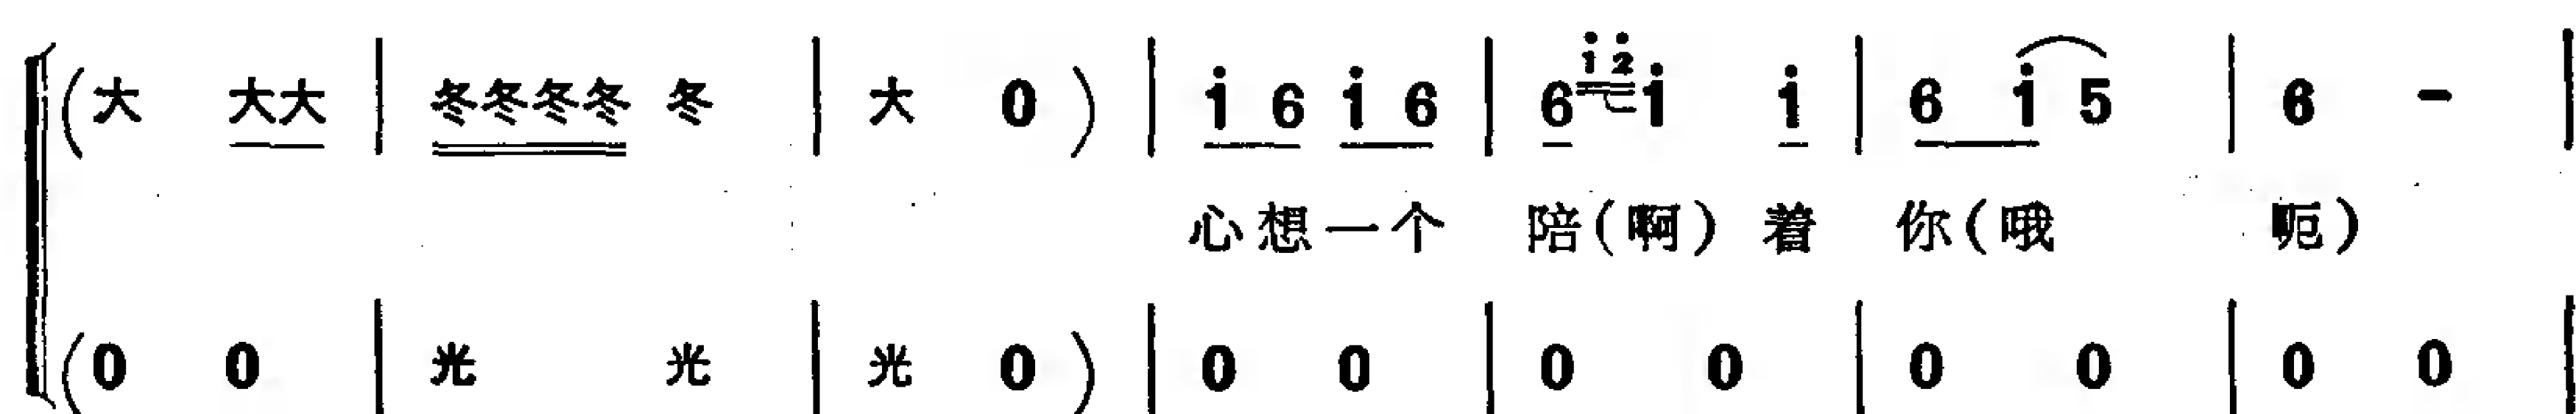 (大 大大 | 冬冬冬冬 冬 | 大 0) | i̇ 6 i̇ 6 | 6 i̇ 2̇ i̇ i̇ | 6 i̇ 5 | 6 - |
心想一个 陪(啊)着 你(哦 呃)
(0 0 | 光 光 | 光 0) | 0 0 | 0 0 | 0 0 | 0 0 |